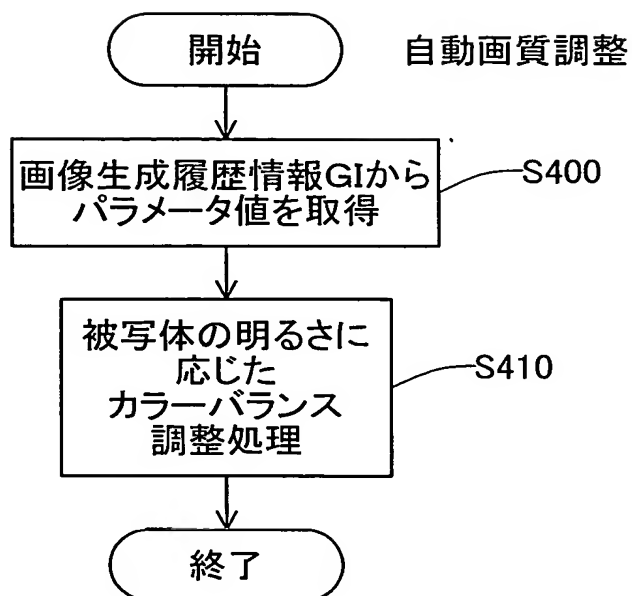 開始
自動画質調整
画像生成履歴情報GIから
パラメータ値を取得
S400
被写体の明るさに
応じた
カラーバランス
調整処理
S410
終了